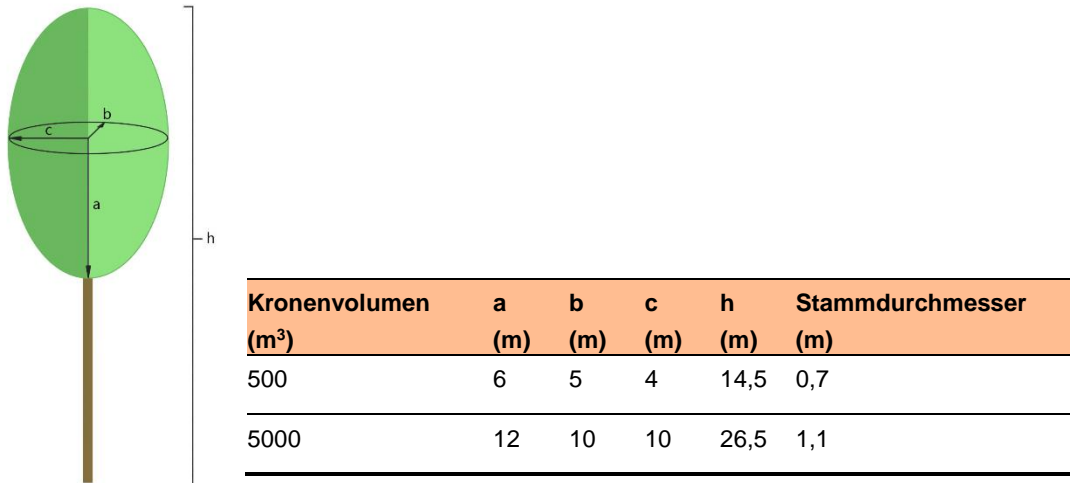 b
c
a
h
Kronenvolumen a b c h Stammdurchmesser
(m³) (m) (m) (m) (m) (m)
500 6 5 4 14,5 0,7
5000 12 10 10 26,5 1,1